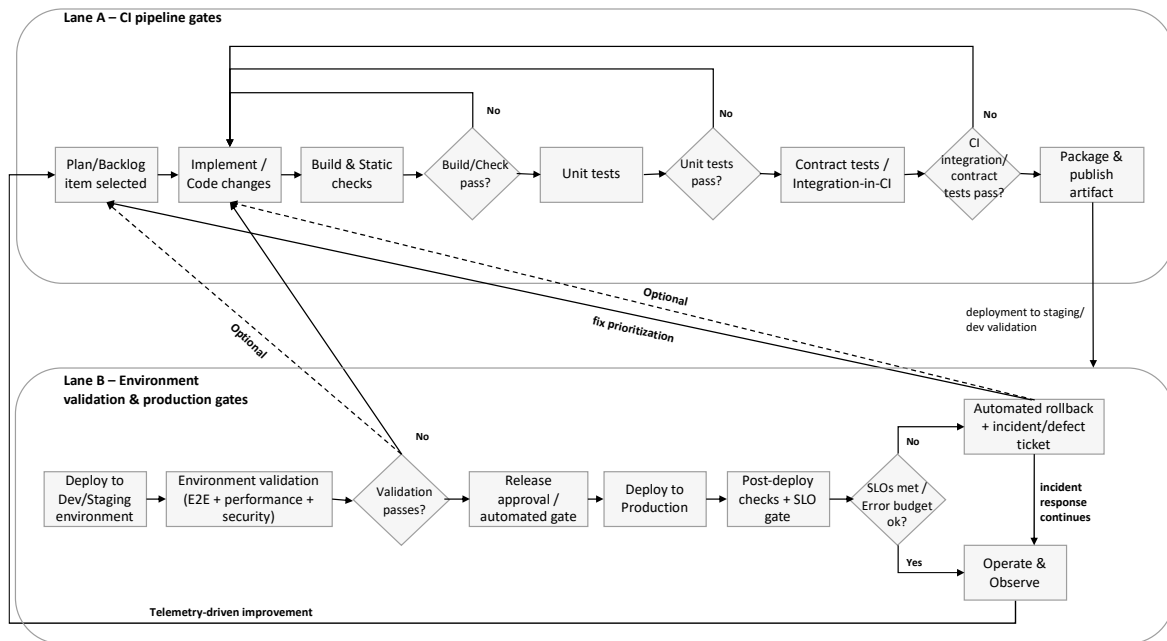 Lane A – CI pipeline gates
No
No
No
Plan/Backlog
item selected
Implement /
Code changes
Build & Static
checks
Build/Check
pass?
Unit tests
Unit tests
pass?
Contract tests /
Integration-in-CI
CI
integration/
contract
tests pass?
Package &
publish
artifact
Optional
fix prioritization
Optional
deployment to staging/
dev validation
Lane B – Environment
validation & production gates
No
Deploy to
Dev/Staging
environment
Environment validation
(E2E + performance +
security)
Validation
passes?
Release
approval /
automated gate
Deploy to
Production
Post-deploy
checks + SLO
gate
SLOs met /
Error budget
ok?
No
Automated rollback
+ incident/defect
ticket
incident
response
continues
Yes
Operate &
Observe
Telemetry-driven improvement